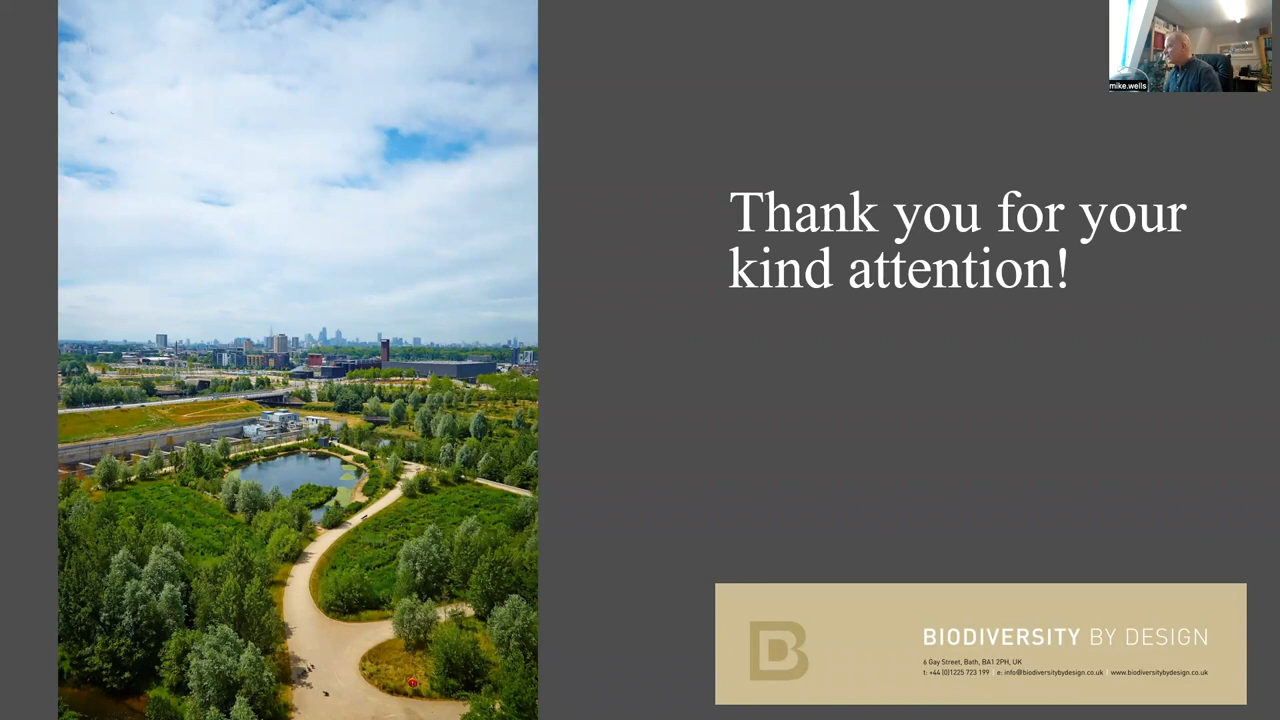 mike.wells
Thank you for your
kind attention!
B
BIODIVERSITY BY DESIGN
6 Gay Street, Bath, BA1 2PH, UK
t: +44 (0)1225 723 199 | e: info@biodiversitybydesign.co.uk | www.biodiversitybydesign.co.uk